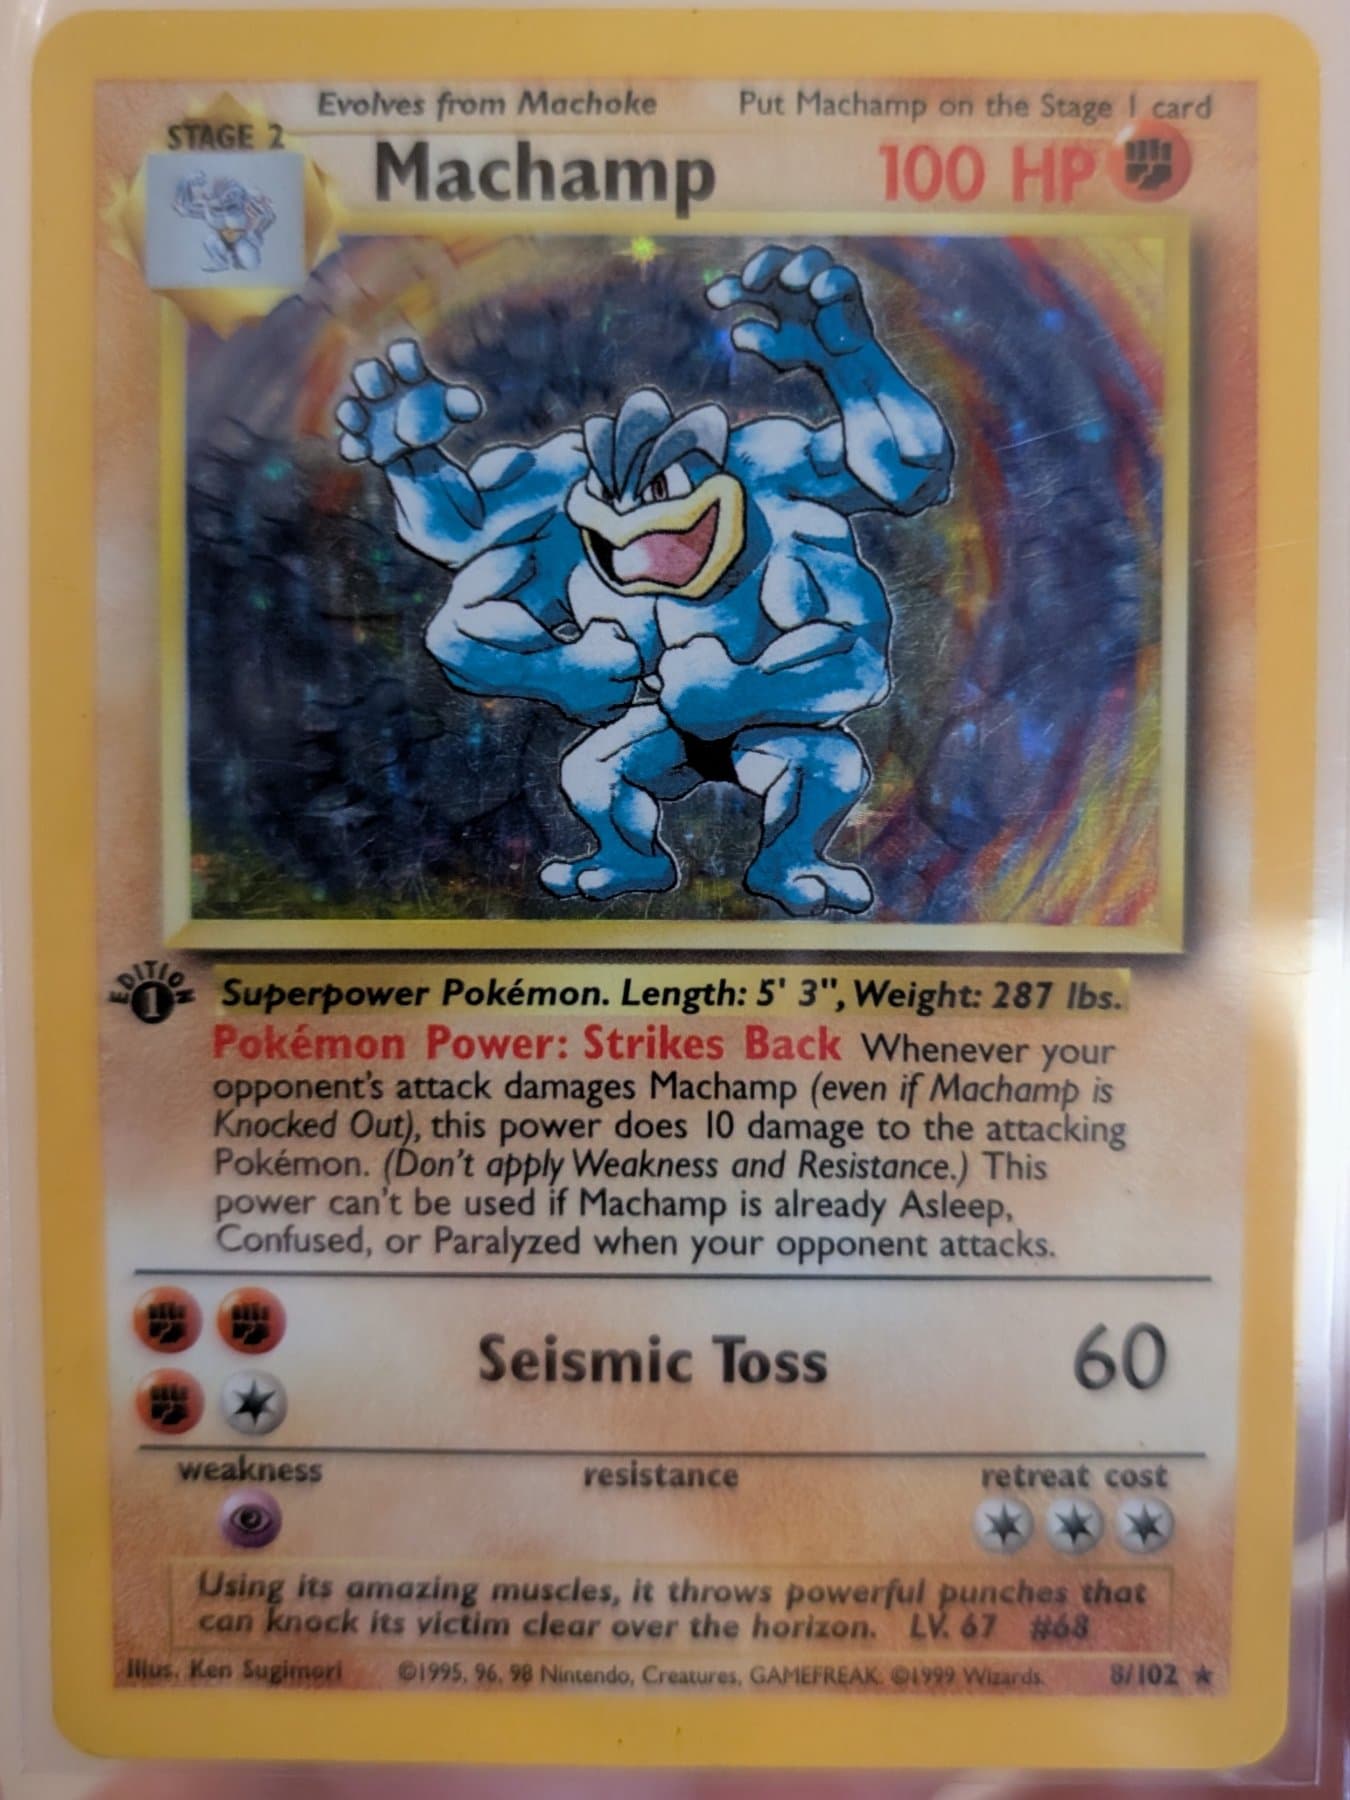 Evolves from Machoke Put Machamp on the Stage 1 card
STAGE 2
Machamp 100 HP
EDITION
1
Superpower Pokémon. Length: 5' 3", Weight: 287 lbs.
Pokémon Power: Strikes Back Whenever your
opponent's attack damages Machamp (even if Machamp is
Knocked Out), this power does 10 damage to the attacking
Pokémon. (Don't apply Weakness and Resistance.) This
power can't be used if Machamp is already Asleep,
Confused, or Paralyzed when your opponent attacks.
Seismic Toss 60
weakness resistance retreat cost
Using its amazing muscles, it throws powerful punches that
can knock its victim clear over the horizon. LV. 67 #68
Illus. Ken Sugimori ©1995, 96, 98 Nintendo, Creatures, GAMEFREAK. ©1999 Wizards. 8/102 ★